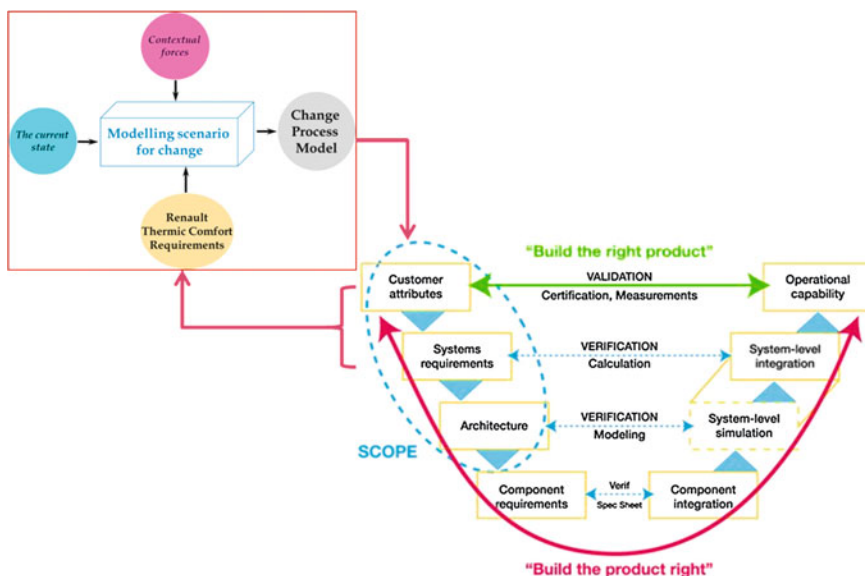 Contextual
forces
The current
state
Modelling scenario
for change
Change
Process
Model
Renault
Thermic Comfort
Requirements
"Build the right product"
Customer
attributes
VALIDATION
Certification, Measurements
Operational
capability
Systems
requirements
VERIFICATION
Calculation
System-level
integration
Architecture
VERIFICATION
Modeling
System-level
simulation
SCOPE
Component
requirements
Verif
Spec Sheet
Component
integration
"Build the product right"